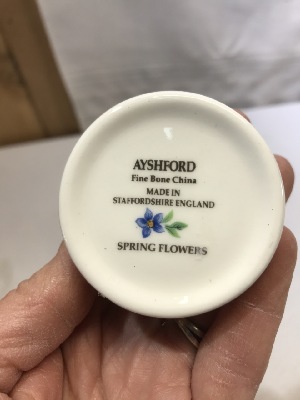 AYSHFORD
Fine Bone China
MADE IN
STAFFORDSHIRE ENGLAND
SPRING FLOWERS